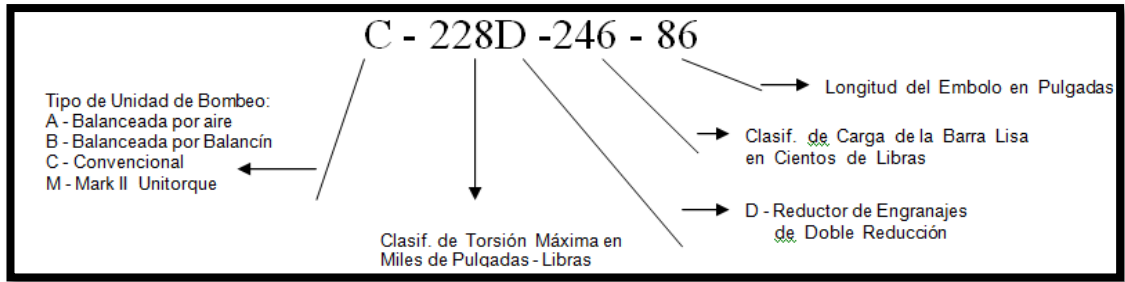 C - 228D -246 - 86
Tipo de Unidad de Bombeo:
A - Balanceada por aire
B - Balanceada por Balancín
C - Convencional
M - Mark II Unitorque
Clasif. de Torsión Máxima en
Miles de Pulgadas - Libras
Longitud del Embolo en Pulgadas
Clasif. de Carga de la Barra Lisa
en Cientos de Libras
D - Reductor de Engranajes
de Doble Reducción